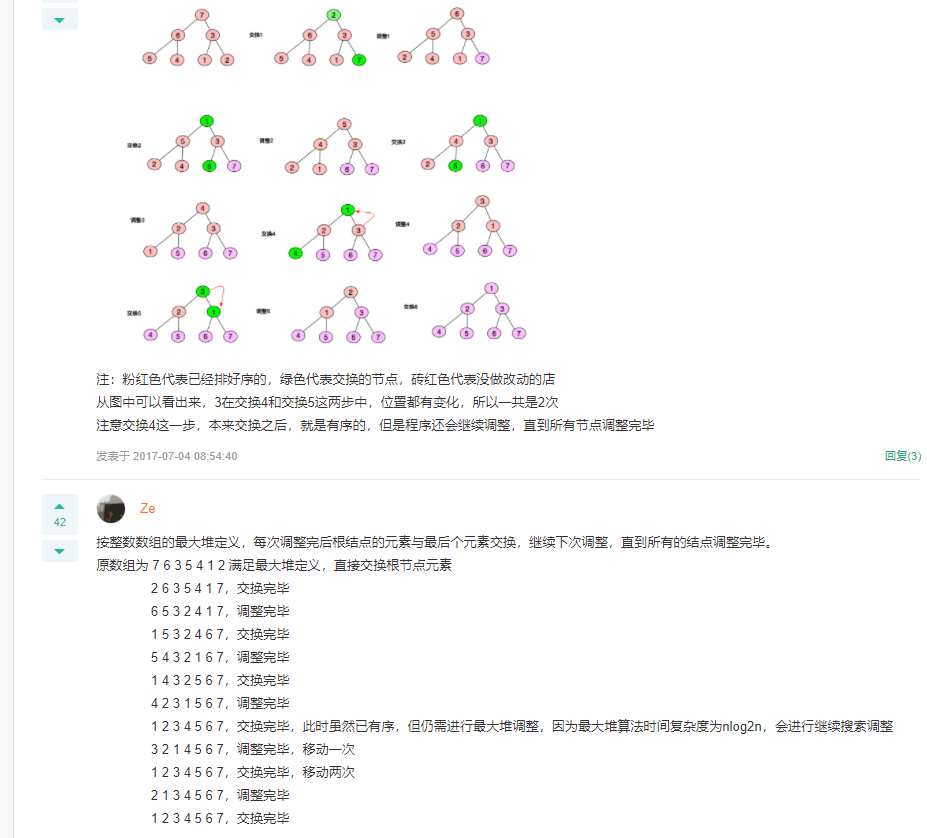 7
6 3
5 4 1 2
交换1
2
6 3
5 4 1 7
调整1
6
5 3
2 4 1 7
交换2
1
5 3
2 4 6 7
调整2
5
4 3
2 1 6 7
交换3
1
4 3
2 5 6 7
调整3
4
2 3
1 5 6 7
交换4
1
2 3
4 5 6 7
调整4
3
2 1
4 5 6 7
交换5
3
2 1
4 5 6 7
调整5
2
1 3
4 5 6 7
交换6
1
2 3
4 5 6 7
注：粉红色代表已经排好序的，绿色代表交换的节点，砖红色代表没做改动的店
从图中可以看出来，3在交换4和交换5这两步中，位置都有变化，所以一共是2次
注意交换4这一步，本来交换之后，就是有序的，但是程序还会继续调整，直到所有节点调整完毕
发表于 2017-07-04 08:54:40
回复(3)
42
Ze
按整数数组的最大堆定义，每次调整完后根结点的元素与最后个元素交换，继续下次调整，直到所有的结点调整完毕。
原数组为 7 6 3 5 4 1 2 满足最大堆定义，直接交换根节点元素
2 6 3 5 4 1 7，交换完毕
6 5 3 2 4 1 7，调整完毕
1 5 3 2 4 6 7，交换完毕
5 4 3 2 1 6 7，调整完毕
1 4 3 2 5 6 7，交换完毕
4 2 3 1 5 6 7，调整完毕
1 2 3 4 5 6 7，交换完毕，此时虽然已有序，但仍需进行最大堆调整，因为最大堆算法时间复杂度为nlog2n，会进行继续搜索调整
3 2 1 4 5 6 7，调整完毕，移动一次
1 2 3 4 5 6 7，交换完毕，移动两次
2 1 3 4 5 6 7，调整完毕
1 2 3 4 5 6 7，交换完毕